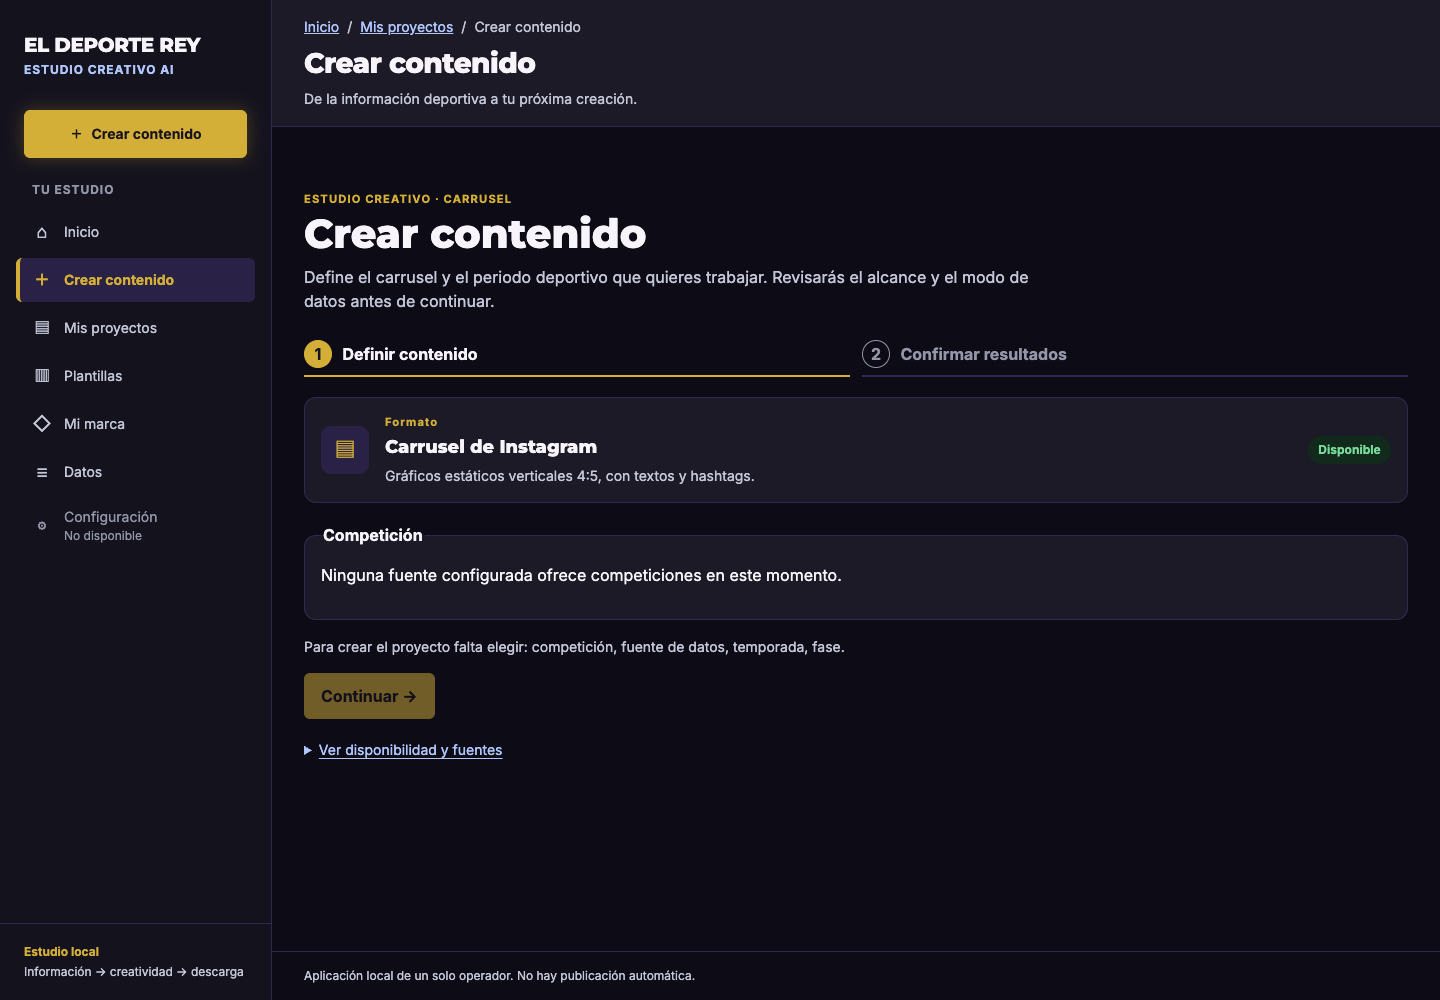 EL DEPORTE REY
ESTUDIO CREATIVO AI
+ Crear contenido
TU ESTUDIO
Inicio
Crear contenido
Mis proyectos
Plantillas
Mi marca
Datos
Configuración
No disponible
Estudio local
Información → creatividad → descarga
Inicio / Mis proyectos / Crear contenido
Crear contenido
De la información deportiva a tu próxima creación.
ESTUDIO CREATIVO · CARRUSEL
Crear contenido
Define el carrusel y el periodo deportivo que quieres trabajar. Revisarás el alcance y el modo de
datos antes de continuar.
1 Definir contenido
2 Confirmar resultados
Formato
Carrusel de Instagram
Gráficos estáticos verticales 4:5, con textos y hashtags.
Disponible
Competición
Ninguna fuente configurada ofrece competiciones en este momento.
Para crear el proyecto falta elegir: competición, fuente de datos, temporada, fase.
Continuar →
Ver disponibilidad y fuentes
Aplicación local de un solo operador. No hay publicación automática.